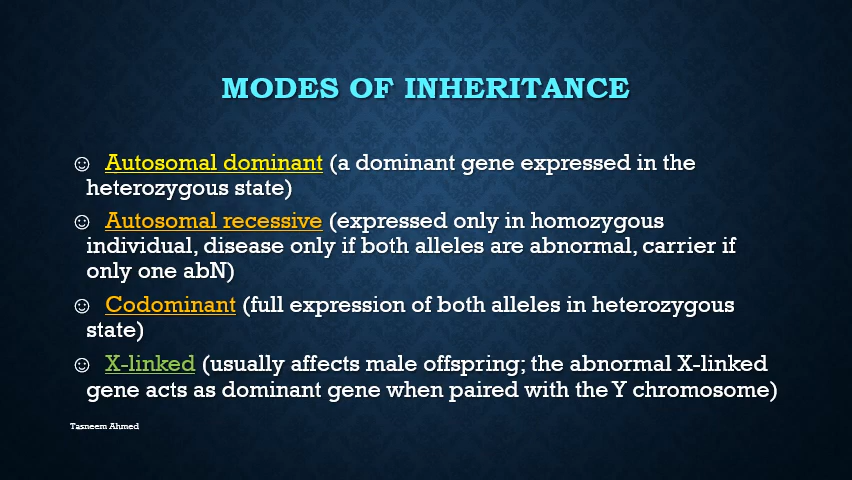 MODES OF INHERITANCE
☺ Autosomal dominant (a dominant gene expressed in the
heterozygous state)
☺ Autosomal recessive (expressed only in homozygous
individual, disease only if both alleles are abnormal, carrier if
only one abN)
☺ Codominant (full expression of both alleles in heterozygous
state)
☺ X-linked (usually affects male offspring; the abnormal X-linked
gene acts as dominant gene when paired with the Y chromosome)
Tasneem Ahmed